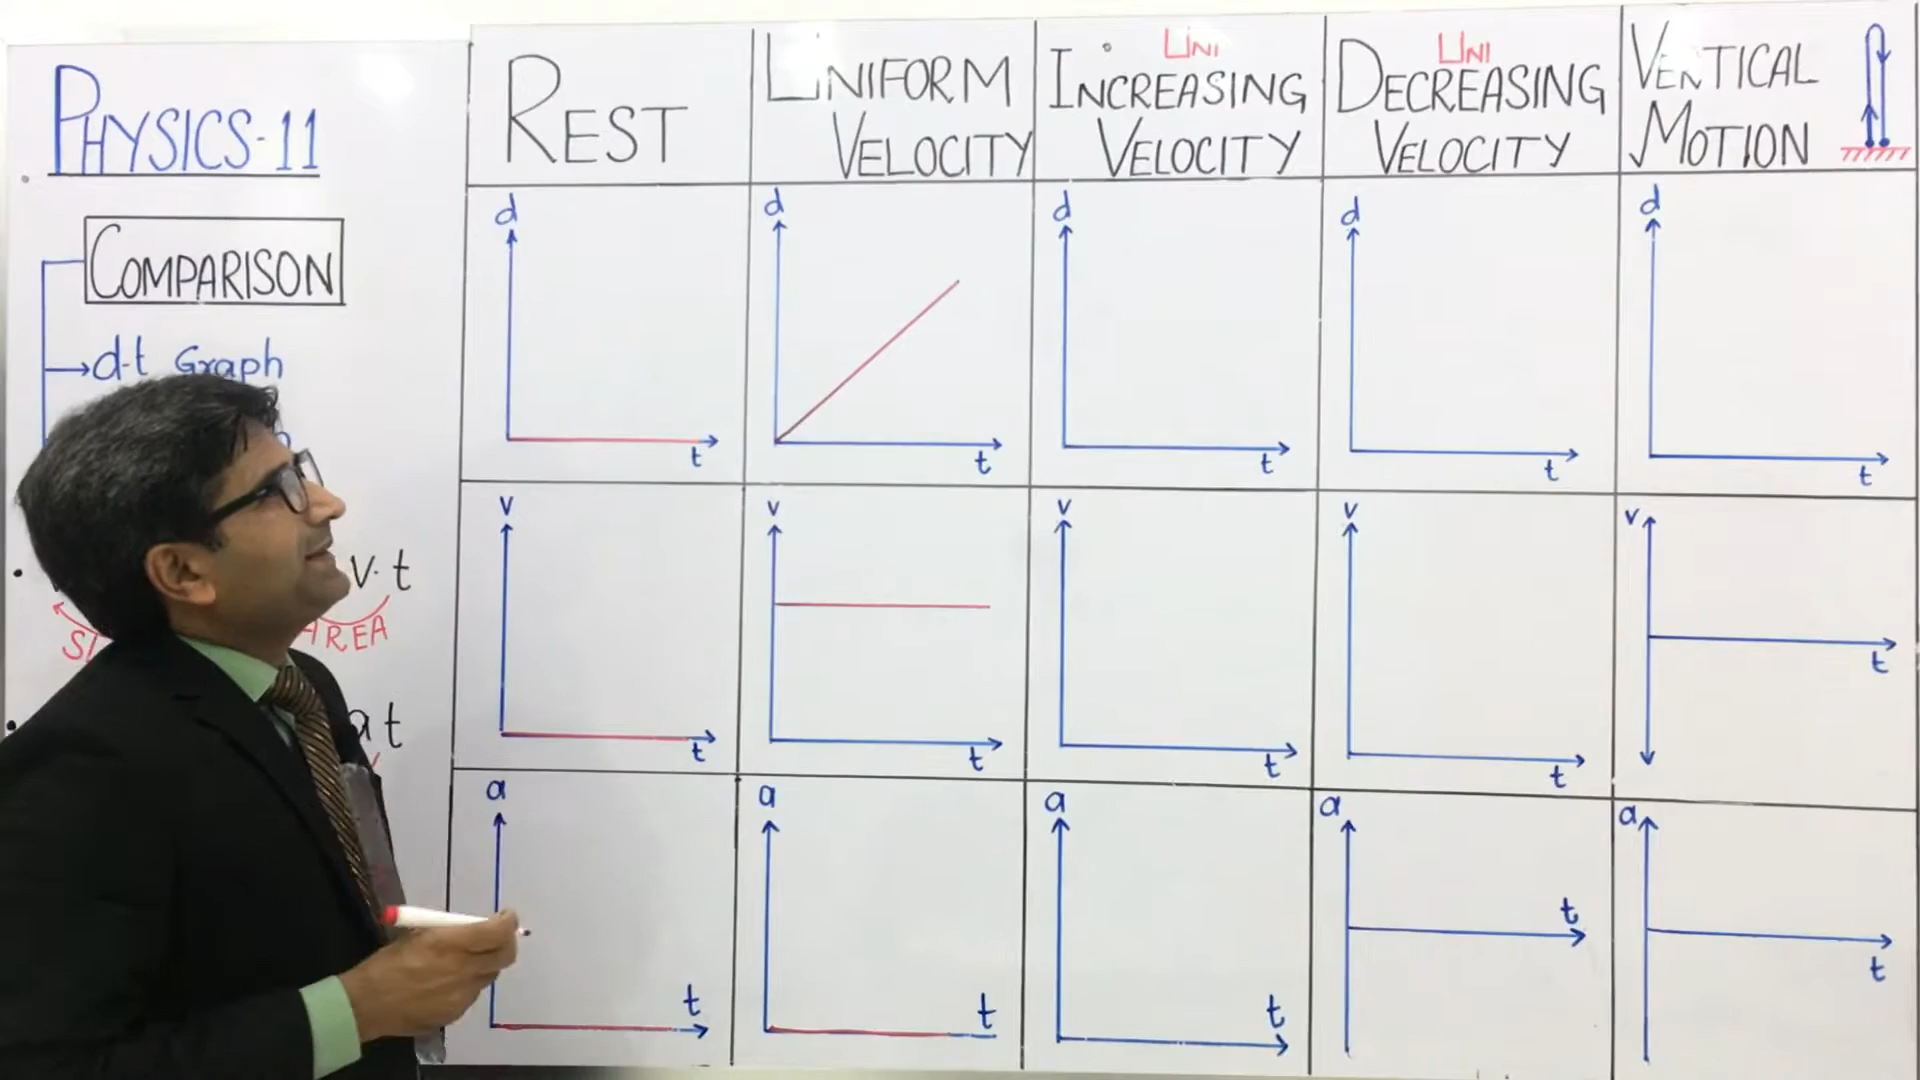 PHYSICS-11
COMPARISON
d-t Graph
v·t
AREA
at
REST
UNIFORM
VELOCITY
UNI
INCREASING
VELOCITY
UNI
DECREASING
VELOCITY
VERTICAL
MOTION
d
t
d
t
d
t
d
t
d
t
v
t
v
t
v
t
v
t
v
t
a
t
a
t
a
t
a
t
a
t